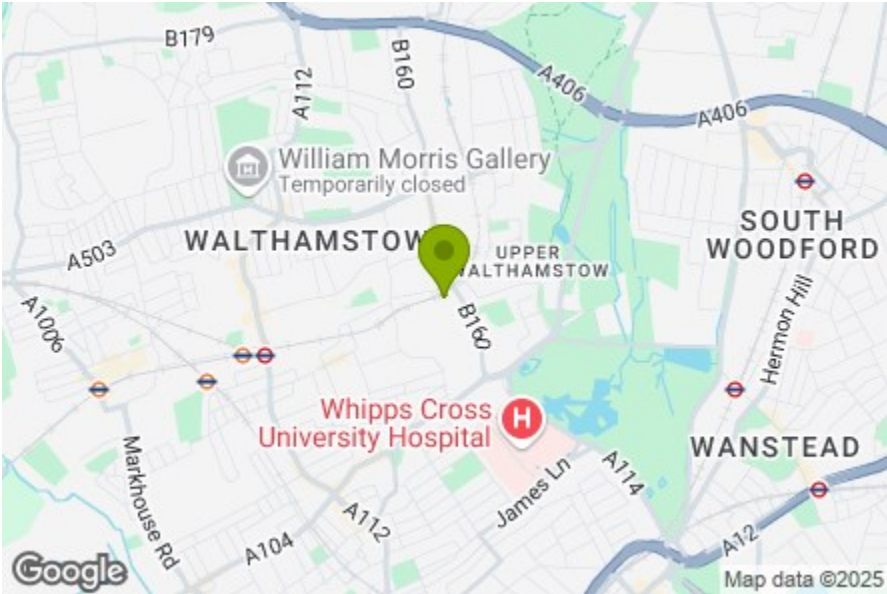 B179
A112
B160
A406
A406
William Morris Gallery
Temporarily closed
SOUTH
WOODFORD
WALTHAMSTOW
UPPER
WALTHAMSTOW
A503
A1006
B160
Hermon Hill
Whipps Cross
University Hospital
H
WANSTEAD
Markhouse Rd
James Ln
A114
A112
A104
A12
Google
Map data ©2025